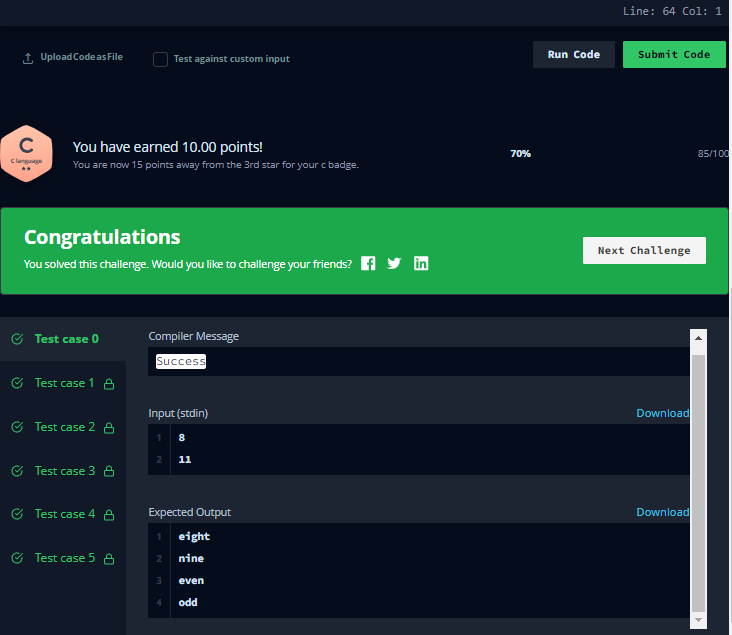 Line: 64 Col: 1
Upload Code as File
Test against custom input
Run Code
Submit Code
C
C language
You have earned 10.00 points!
You are now 15 points away from the 3rd star for your c badge.
70%
85/100
Congratulations
You solved this challenge. Would you like to challenge your friends?
Next Challenge
Test case 0
Test case 1
Test case 2
Test case 3
Test case 4
Test case 5
Compiler Message
Success
Input (stdin)
Download
1 8
2 11
Expected Output
Download
1 eight
2 nine
3 even
4 odd